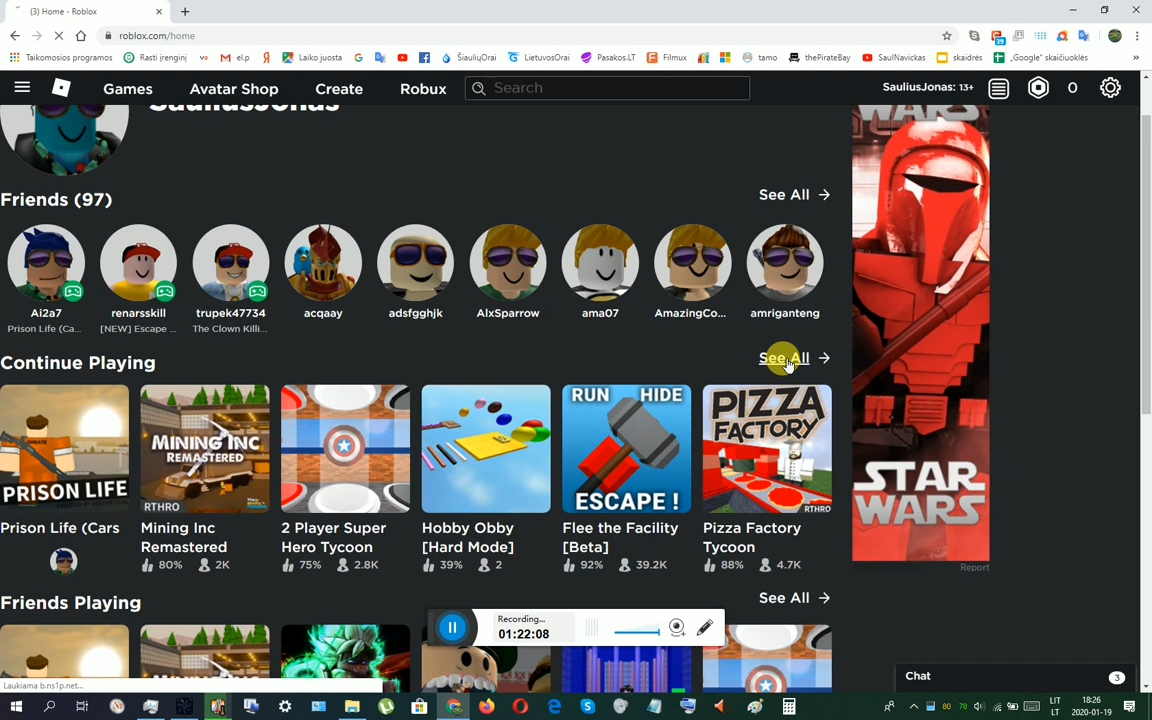 (3) Home - Roblox
roblox.com/home
39
Taikomosios programos
Rasti įrenginį
el.p
Laiko juosta
ŠiauliųOrai
LietuvosOrai
Pasakos.LT
Filmux
tamo
thePirateBay
SaulNavickas
skaidrės
„Google“ skaičiuoklės
Games
Avatar Shop
Create
Robux
Search
SauliusJonas: 13+
0
SauliusJonas
Friends (97)
See All →
Ai2a7
renarsskill
trupek47734
acqaay
adsfgghjk
AlxSparrow
ama07
AmazingCo...
amriganteng
Prison Life (Ca...
[NEW] Escape ...
The Clown Killi...
Continue Playing
See All →
PRISON LIFE
MINING INC
REMASTERED
RTHRO
RUN HIDE
ESCAPE !
PIZZA
FACTORY
RTHRO
Prison Life (Cars
Mining Inc
Remastered
2 Player Super
Hero Tycoon
Hobby Obby
[Hard Mode]
Flee the Facility
[Beta]
Pizza Factory
Tycoon
80% 2K
75% 2.8K
39% 2
92% 39.2K
88% 4.7K
STAR
WARS
STAR
WARS
Report
Friends Playing
See All →
Recording...
01:22:08
Laukiama b.ns1p.net...
Chat
3
80
78
LIT
LT
18:26
2020-01-19